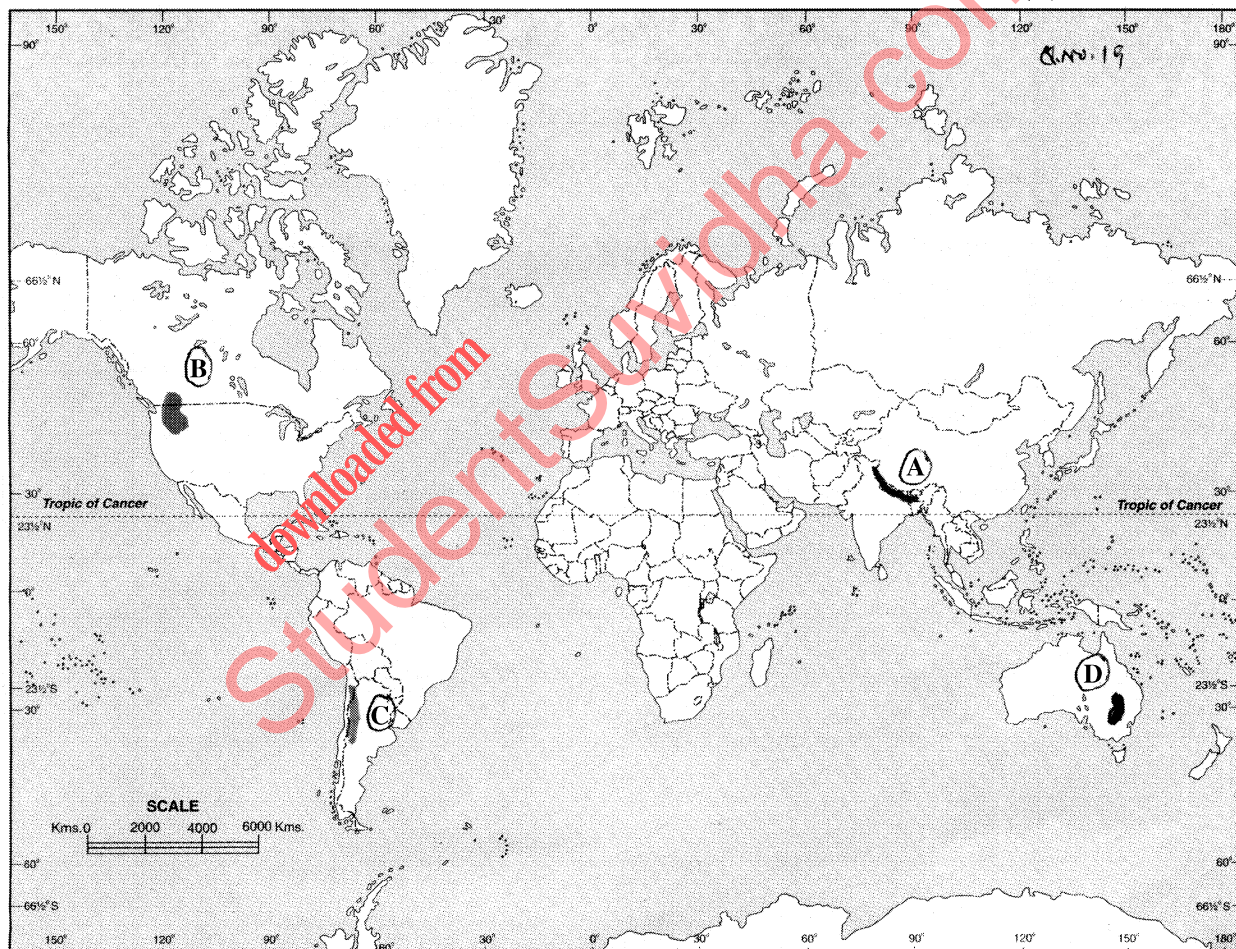 150° 120° 90° 60° 30° 0° 30° 60° 90° 120° 150° 180°
90° 90°
Q.No. 19
66½° N 66½° N
60° 60°
B
A
30° 30°
Tropic of Cancer Tropic of Cancer
23½° N 23½° N
0° 0°
D
23½° S 23½° S
30° 30°
C
SCALE
Kms. 0 2000 4000 6000 Kms.
60° 60°
66½° S 66½° S
150° 120° 90° 60° 30° 0° 30° 60° 90° 120° 150° 180°
downloaded from
StudentSuvidha.com